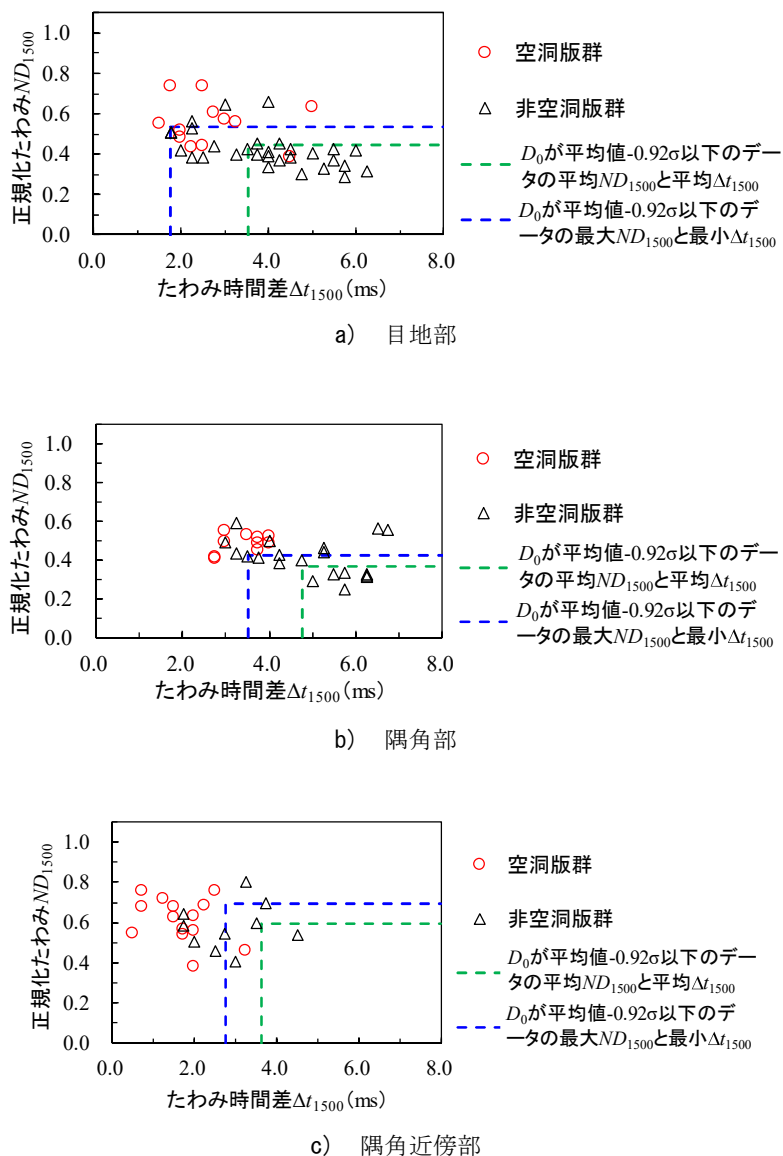 正規化たわみND1500
1.0
0.8
0.6
0.4
0.2
0.0
0.0 2.0 4.0 6.0 8.0
たわみ時間差Δt1500(ms)
○ 空洞版群
△ 非空洞版群
D0が平均値-0.92σ以下のデー
タの平均ND1500と平均Δt1500
D0が平均値-0.92σ以下のデ
ータの最大ND1500と最小Δt1500
a) 目地部
正規化たわみND1500
1.0
0.8
0.6
0.4
0.2
0.0
0.0 2.0 4.0 6.0 8.0
たわみ時間差Δt1500(ms)
○ 空洞版群
△ 非空洞版群
D0が平均値-0.92σ以下のデー
タの平均ND1500と平均Δt1500
D0が平均値-0.92σ以下のデ
ータの最大ND1500と最小Δt1500
b) 隅角部
正規化たわみND1500
1.0
0.8
0.6
0.4
0.2
0.0
0.0 2.0 4.0 6.0 8.0
たわみ時間差Δt1500(ms)
○ 空洞版群
△ 非空洞版群
D0が平均値-0.92σ以下のデー
タの平均ND1500と平均Δt1500
D0が平均値-0.92σ以下のデ
ータの最大ND1500と最小Δt1500
c) 隅角近傍部